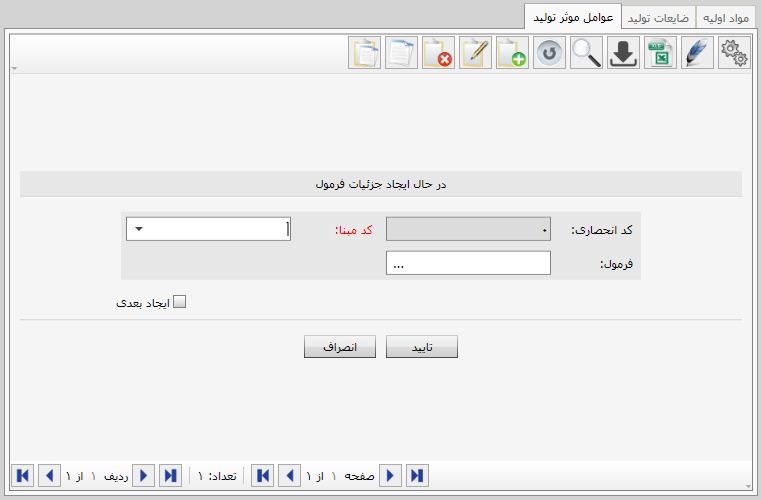 مواد اولیه
ضایعات تولید
عوامل موثر تولید
در حال ایجاد جزئیات فرمول
کد انحصاری: ۰ کد مبنا:
فرمول: ...
ایجاد بعدی
تایید انصراف
صفحه ۱ از ۱ تعداد: ۱ ردیف ۱ از ۱